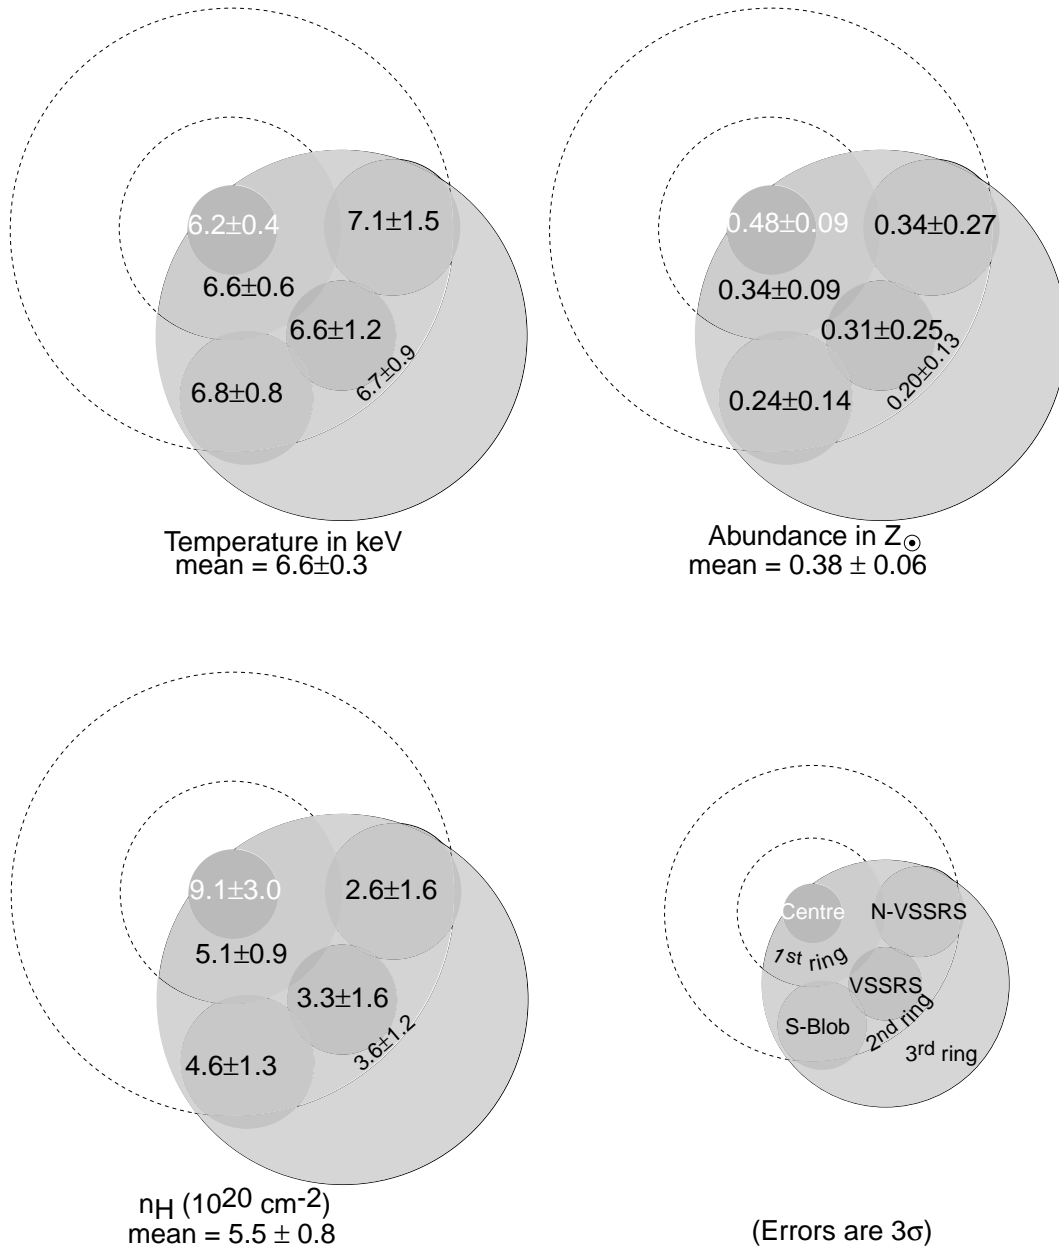 6.2±0.4
7.1±1.5
6.6±0.6
6.6±1.2
6.7±0.9
6.8±0.8
Temperature in keV
mean = 6.6±0.3
0.48±0.09
0.34±0.27
0.34±0.09
0.31±0.25
0.20±0.13
0.24±0.14
Abundance in Z☉
mean = 0.38 ± 0.06
9.1±3.0
2.6±1.6
5.1±0.9
3.3±1.6
3.6±1.2
4.6±1.3
nH (10^20 cm^-2)
mean = 5.5 ± 0.8
Centre
N-VSSRS
1st ring
VSSRS
S-Blob
2nd ring
3rd ring
(Errors are 3σ)